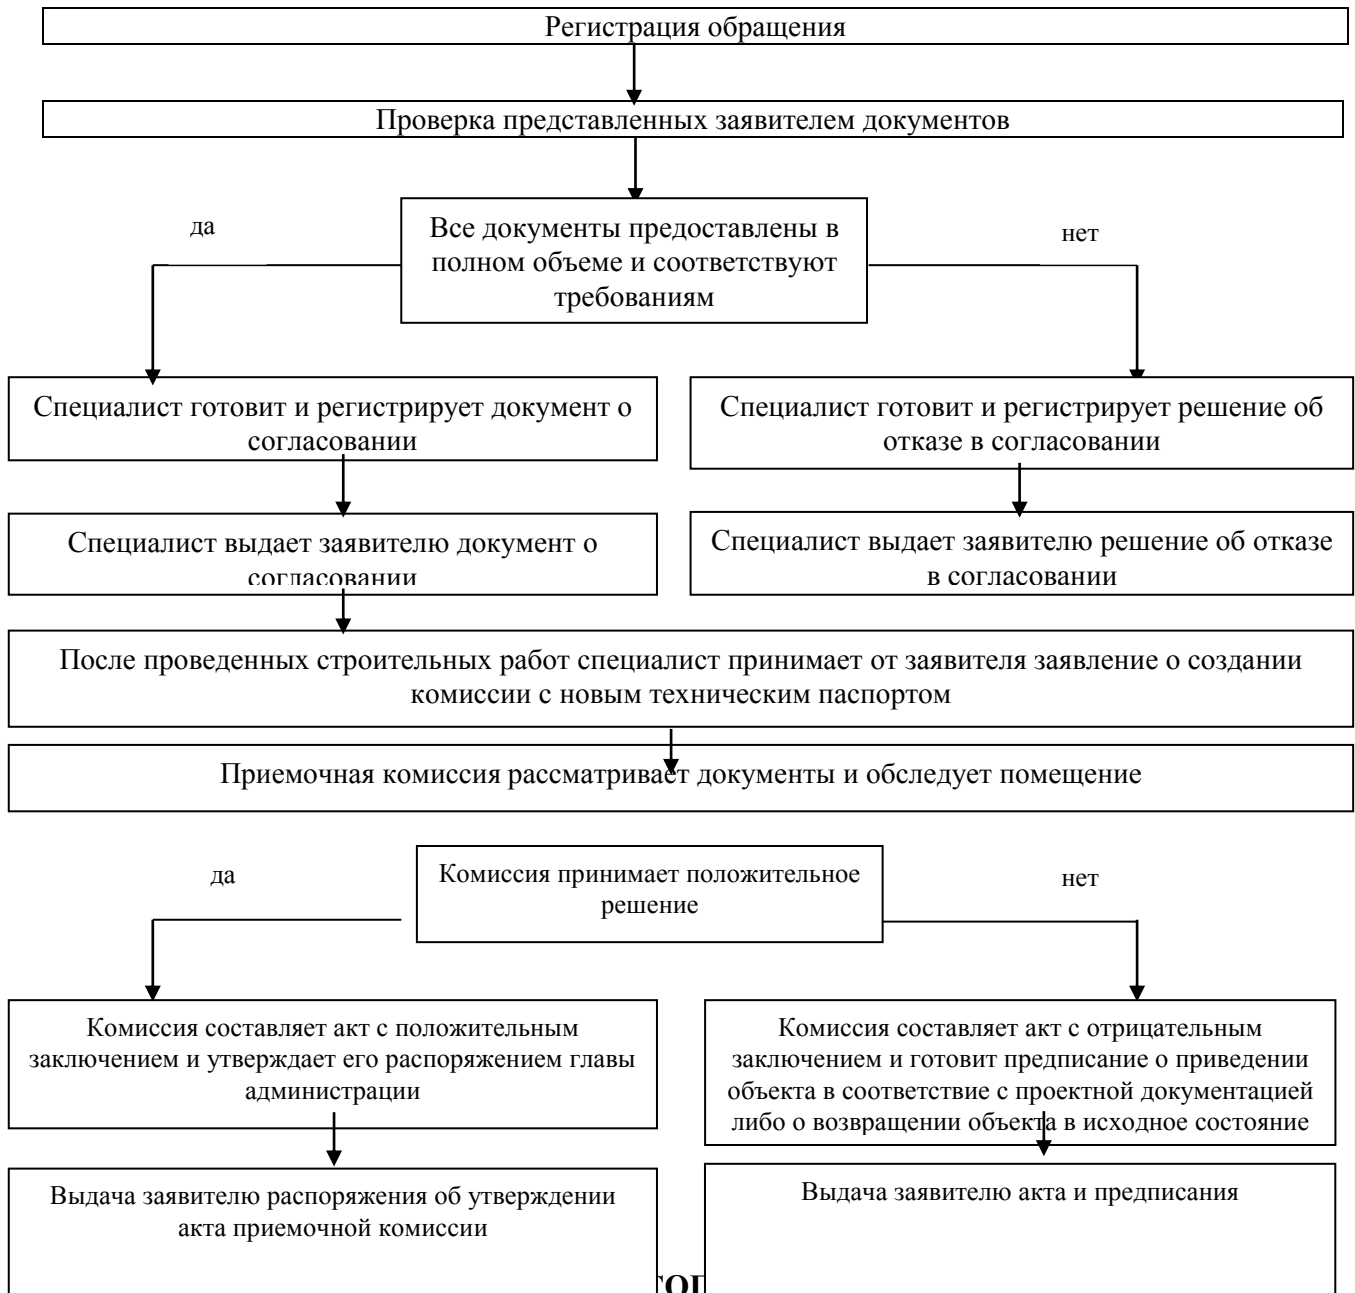 Регистрация обращения
Проверка представленных заявителем документов
да
Все документы предоставлены в
полном объеме и соответствуют
требованиям
нет
Специалист готовит и регистрирует документ о
согласовании
Специалист готовит и регистрирует решение об
отказе в согласовании
Специалист выдает заявителю документ о
согласовании
Специалист выдает заявителю решение об отказе
в согласовании
После проведенных строительных работ специалист принимает от заявителя заявление о создании
комиссии с новым техническим паспортом
Приемочная комиссия рассматривает документы и обследует помещение
да
Комиссия принимает положительное
решение
нет
Комиссия составляет акт с положительным
заключением и утверждает его распоряжением главы
администрации
Комиссия составляет акт с отрицательным
заключением и готовит предписание о приведении
объекта в соответствие с проектной документацией
либо о возвращении объекта в исходное состояние
Выдача заявителю распоряжения об утверждении
акта приемочной комиссии
Выдача заявителю акта и предписания